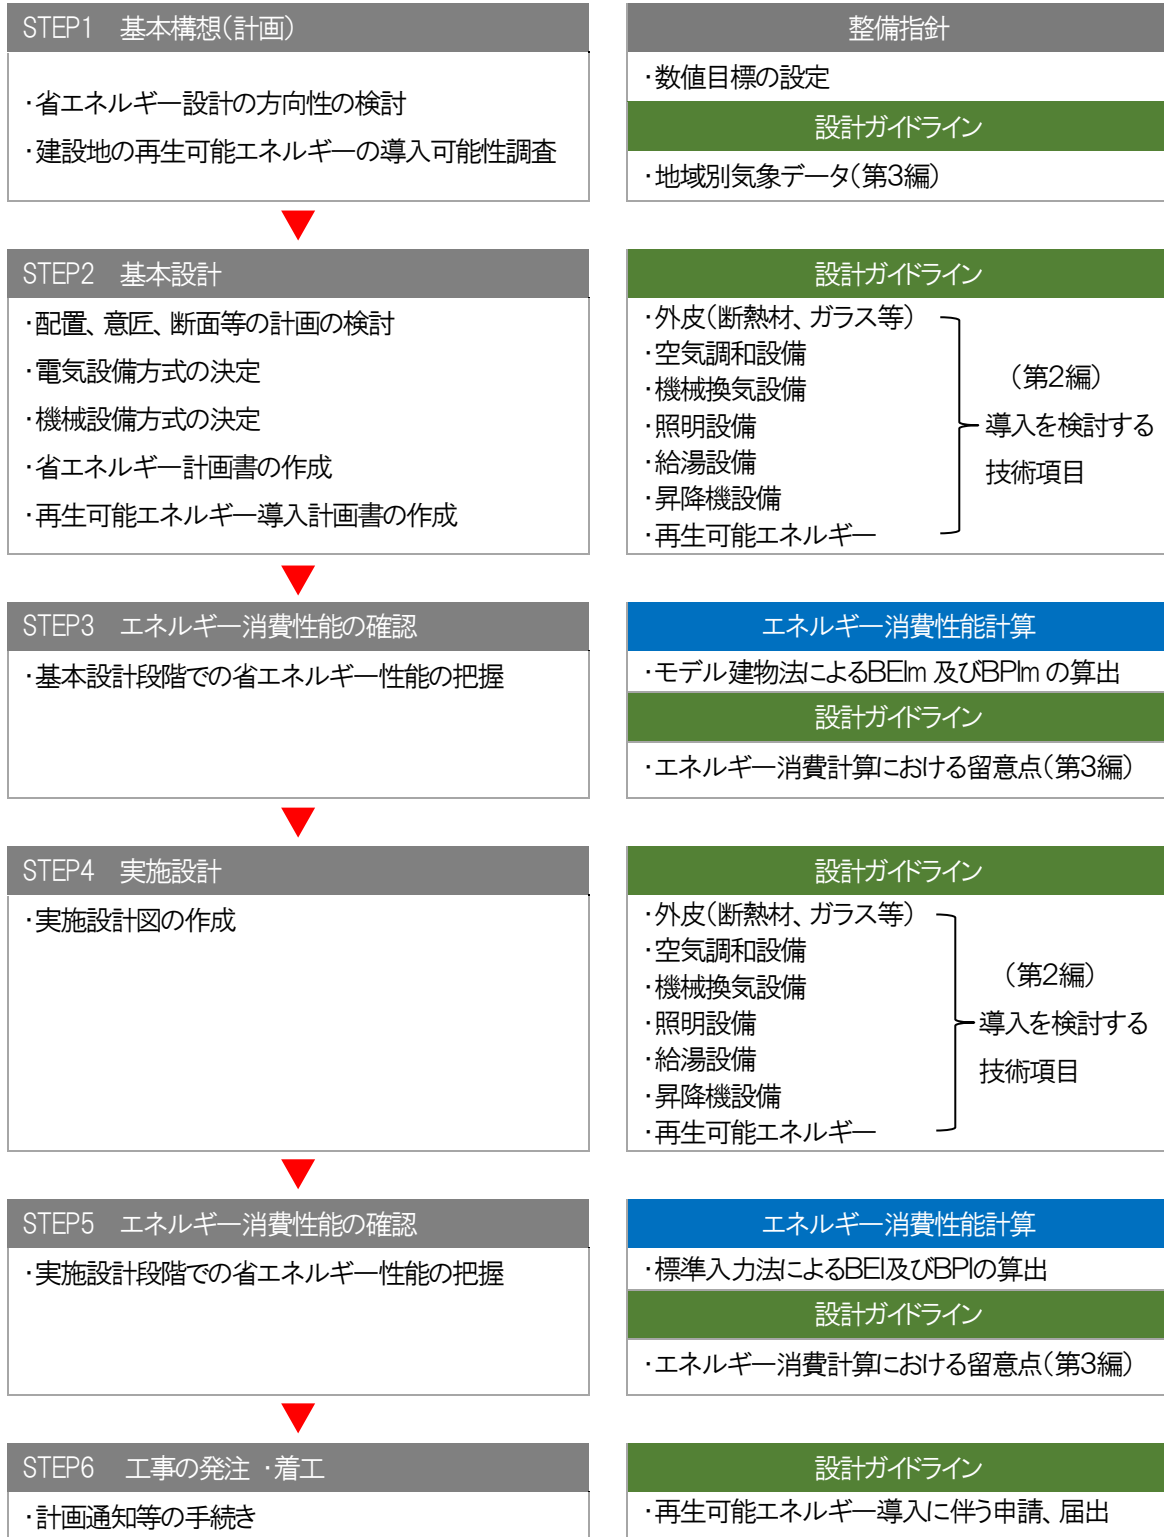 STEP1 基本構想(計画)
・省エネルギー設計の方向性の検討
・建設地の再生可能エネルギーの導入可能性調査
整備指針
・数値目標の設定
設計ガイドライン
・地域別気象データ(第3編)
STEP2 基本設計
・配置、意匠、断面等の計画の検討
・電気設備方式の決定
・機械設備方式の決定
・省エネルギー計画書の作成
・再生可能エネルギー導入計画書の作成
設計ガイドライン
・外皮(断熱材、ガラス等)
・空気調和設備
・機械換気設備
・照明設備
・給湯設備
・昇降機設備
・再生可能エネルギー
(第2編)
導入を検討する
技術項目
STEP3 エネルギー消費性能の確認
・基本設計段階での省エネルギー性能の把握
エネルギー消費性能計算
・モデル建物法によるBEIm 及びBPIm の算出
設計ガイドライン
・エネルギー消費計算における留意点(第3編)
STEP4 実施設計
・実施設計図の作成
設計ガイドライン
・外皮(断熱材、ガラス等)
・空気調和設備
・機械換気設備
・照明設備
・給湯設備
・昇降機設備
・再生可能エネルギー
(第2編)
導入を検討する
技術項目
STEP5 エネルギー消費性能の確認
・実施設計段階での省エネルギー性能の把握
エネルギー消費性能計算
・標準入力法によるBEI及びBPIの算出
設計ガイドライン
・エネルギー消費計算における留意点(第3編)
STEP6 工事の発注 ・着工
・計画通知等の手続き
設計ガイドライン
・再生可能エネルギー導入に伴う申請、届出